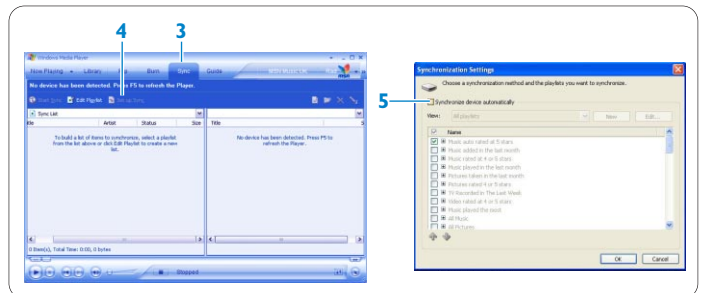 3
4
Windows Media Player
Now Playing Library Rip Burn Sync Guide MSN Music UK msn
No device has been detected. Press F5 to refresh the Player.
Start Sync Edit Playlist Set up Sync
Sync List
Title Artist Status Size Title
To build a list of items to synchronize, select a playlist
from the list above or click Edit Playlist to create a new
list.
No device has been detected. Press F5 to
refresh the Player.
0 Item(s), Total Time: 0:00, 0 bytes
Stopped
Synchronization Settings
Choose a synchronization method and the playlists you want to synchronize.
5
Synchronize device automatically
View: All playlists New Edit...
Name
Music auto rated at 5 stars
Music added in the last month
Music rated at 4 or 5 stars
Music played in the last month
Pictures taken in the last month
Pictures rated 4 or 5 stars
TV Recorded in The Last Week
Video rated at 4 or 5 stars
Music played the most
All Music
All Pictures
OK Cancel